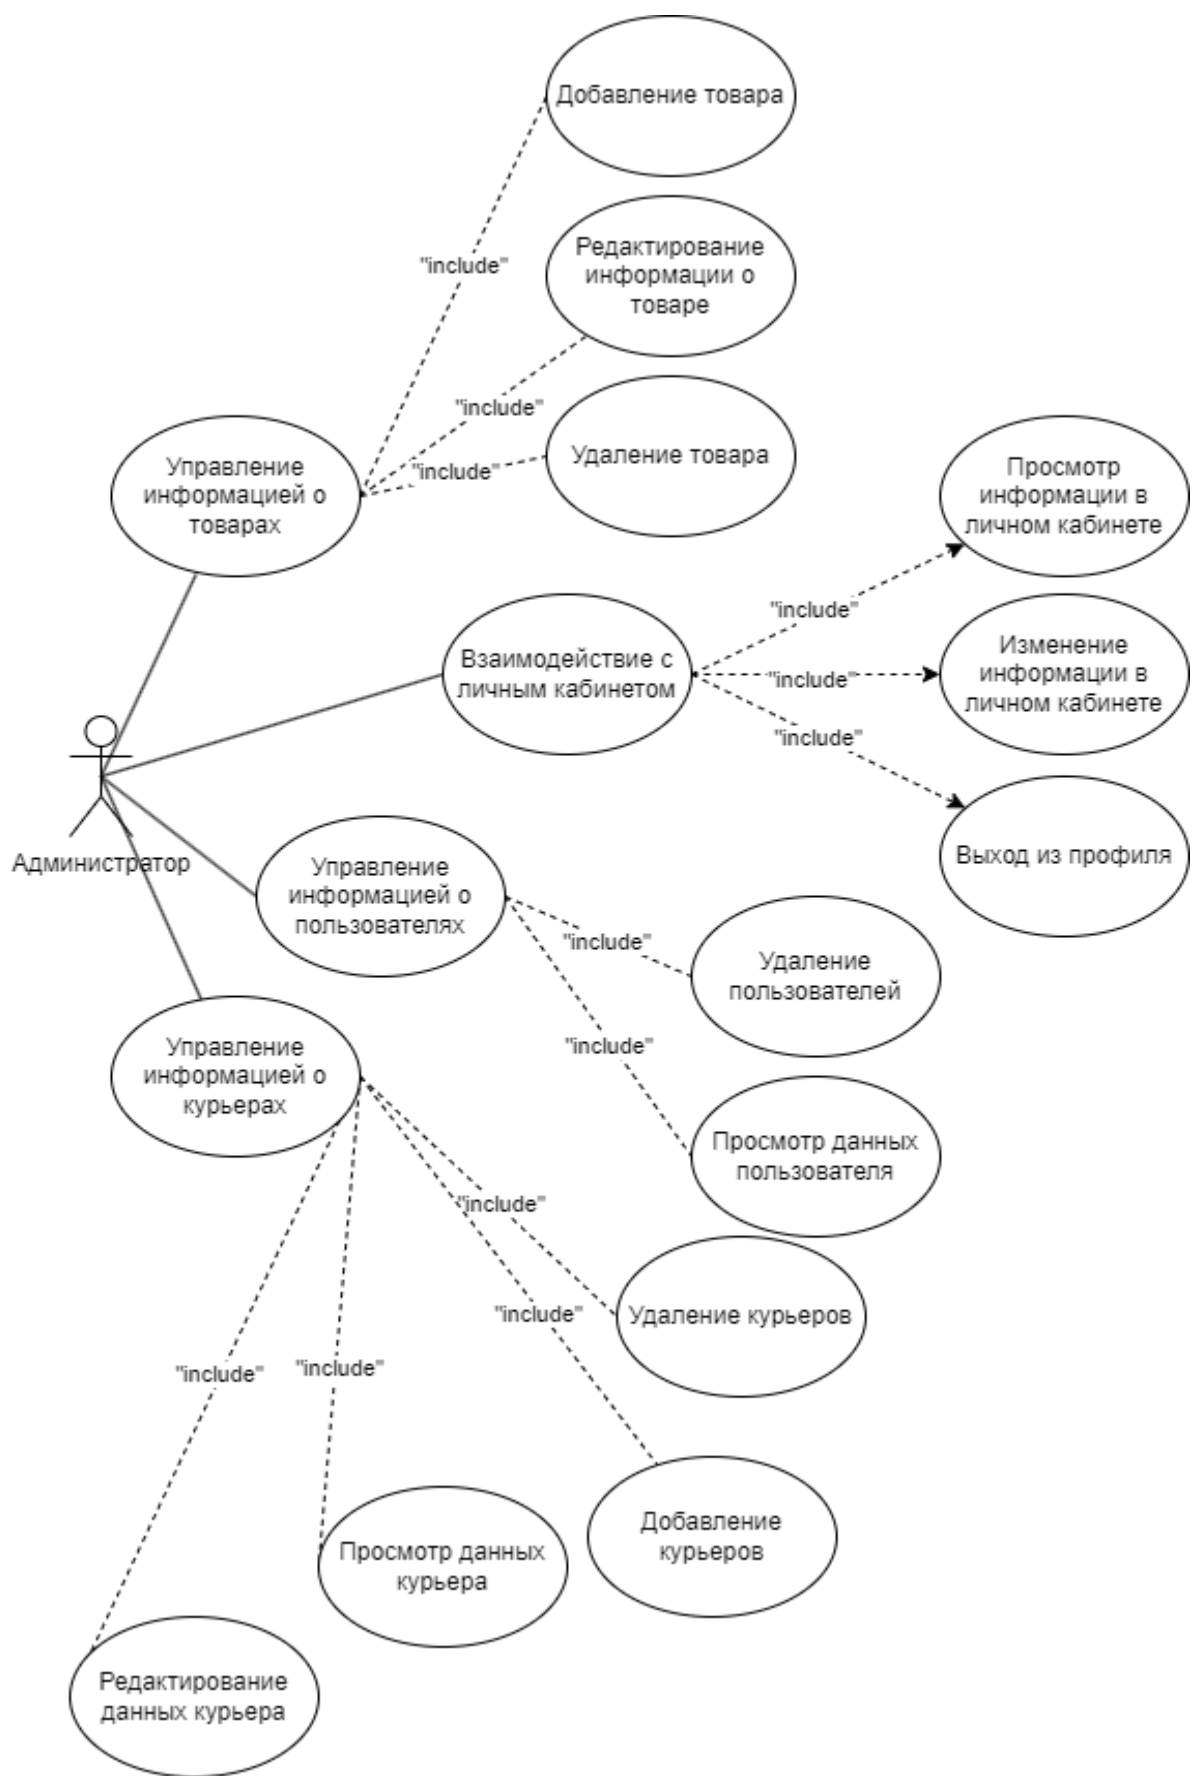 Добавление товара
"include"
Редактирование
информации о
товаре
"include"
Удаление товара
"include"
Управление
информацией о
товарах
Просмотр
информации в
личном кабинете
"include"
Взаимодействие с
личным кабинетом
Изменение
информации в
личном кабинете
"include"
"include"
Выход из профиля
Администратор
Управление
информацией о
пользователях
"include"
Удаление
пользователей
"include"
Управление
информацией о
курьерах
Просмотр данных
пользователя
"include"
Удаление курьеров
"include"
"include"
"include"
Добавление
курьеров
Просмотр данных
курьера
Редактирование
данных курьера